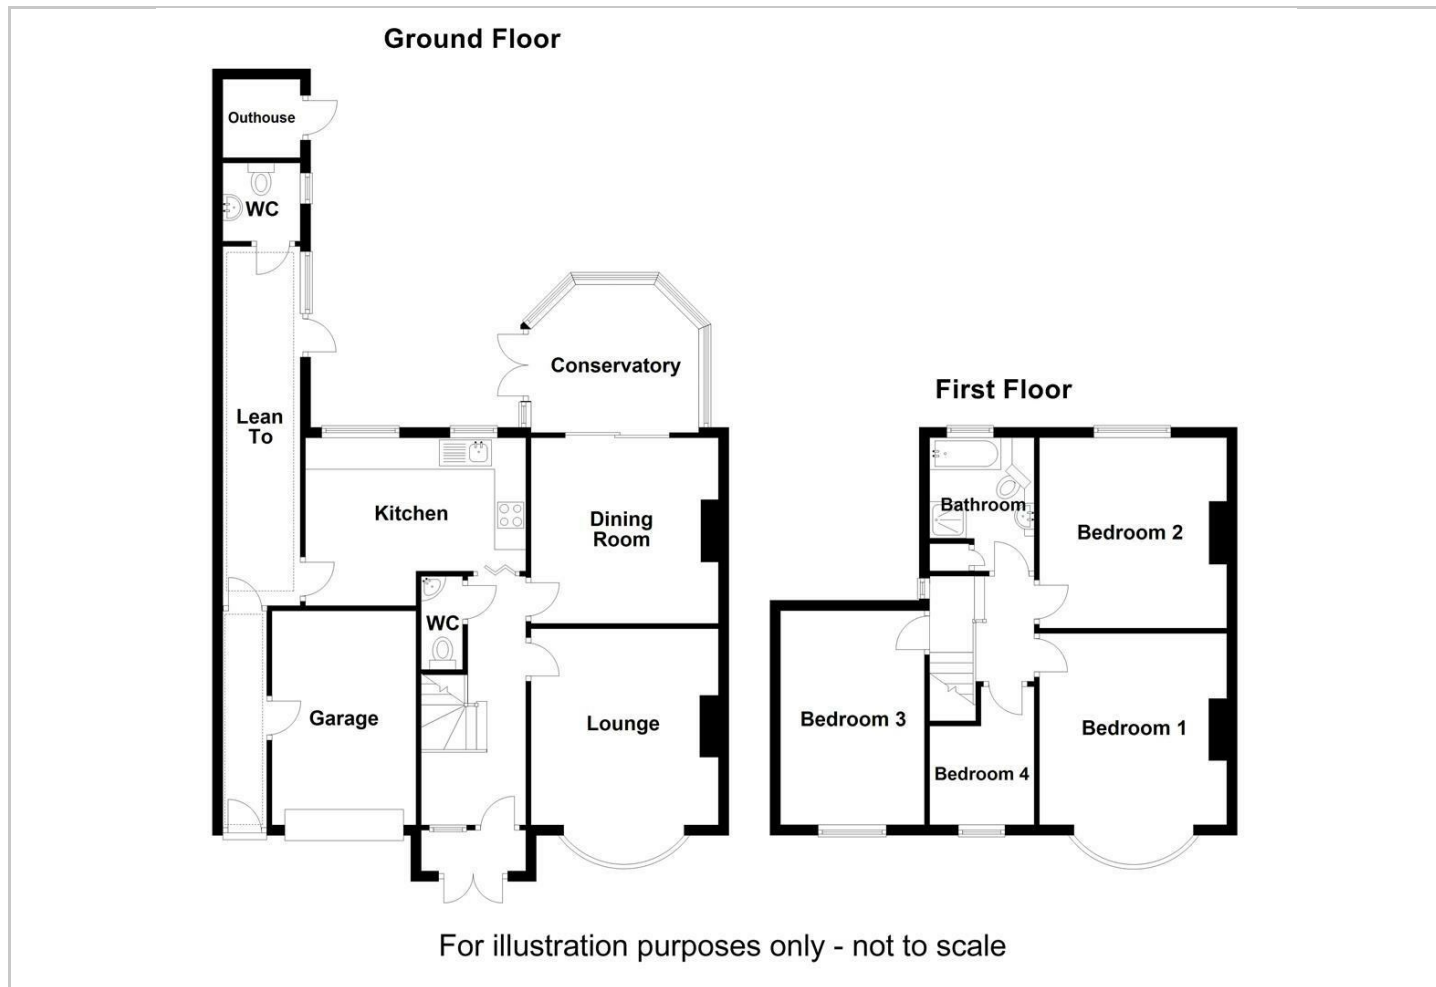 Ground Floor
Outhouse
WC
Conservatory
Lean
To
Kitchen
Dining
Room
WC
Garage
Lounge
First Floor
Bathroom
Bedroom 2
Bedroom 3
Bedroom 1
Bedroom 4
For illustration purposes only - not to scale